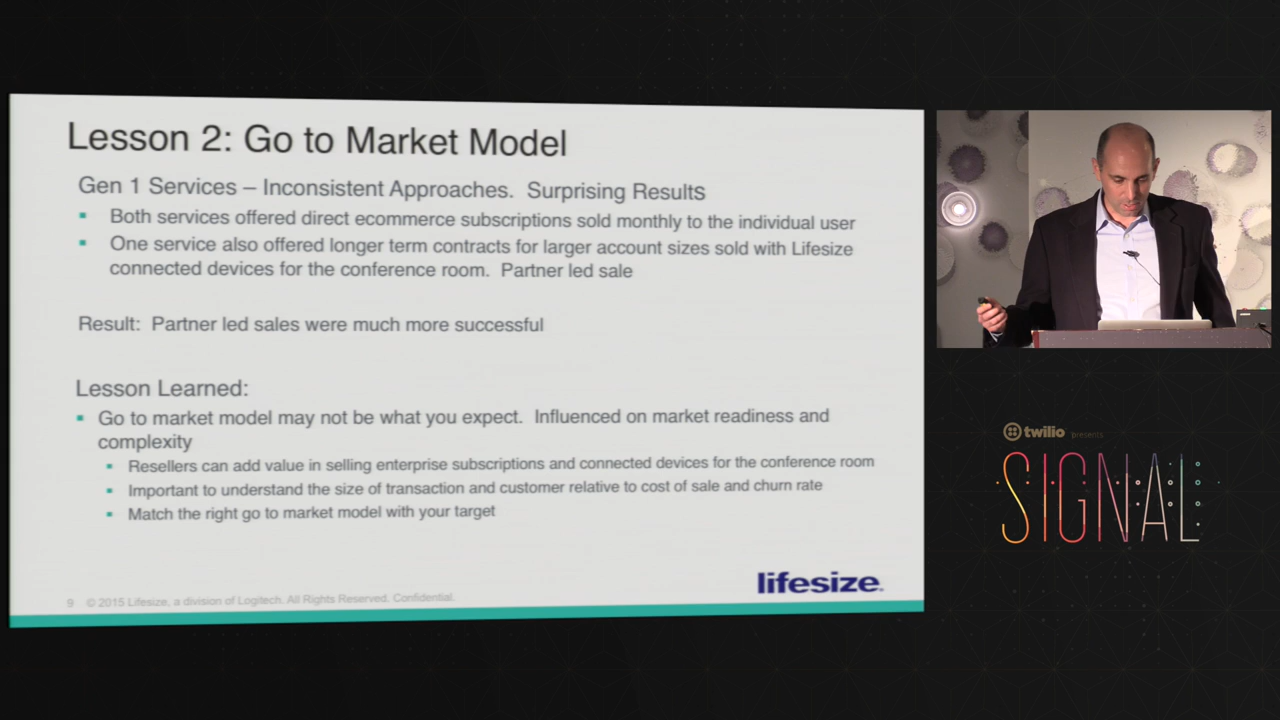 Lesson 2: Go to Market Model
Gen 1 Services – Inconsistent Approaches.  Surprising Results
▪ Both services offered direct ecommerce subscriptions sold monthly to the individual user
▪ One service also offered longer term contracts for larger account sizes sold with Lifesize
connected devices for the conference room.  Partner led sale
Result:  Partner led sales were much more successful
Lesson Learned:
▪ Go to market model may not be what you expect.  Influenced on market readiness and
complexity
▪ Resellers can add value in selling enterprise subscriptions and connected devices for the conference room
▪ Important to understand the size of transaction and customer relative to cost of sale and churn rate
▪ Match the right go to market model with your target
lifesize.
9 © 2015 Lifesize, a division of Logitech. All Rights Reserved. Confidential.
twilio presents
SIGNAL